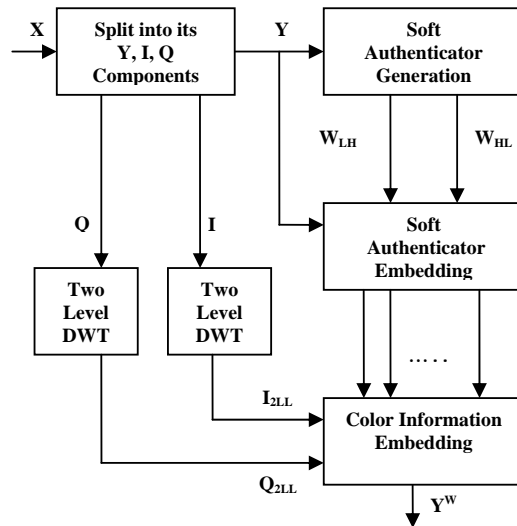 X
Split into its
Y, I, Q
Components
Y
Soft
Authenticator
Generation
W_LH
W_HL
Q
I
Soft
Authenticator
Embedding
Two
Level
DWT
Two
Level
DWT
.....
I_2LL
Color Information
Embedding
Q_2LL
Y^W